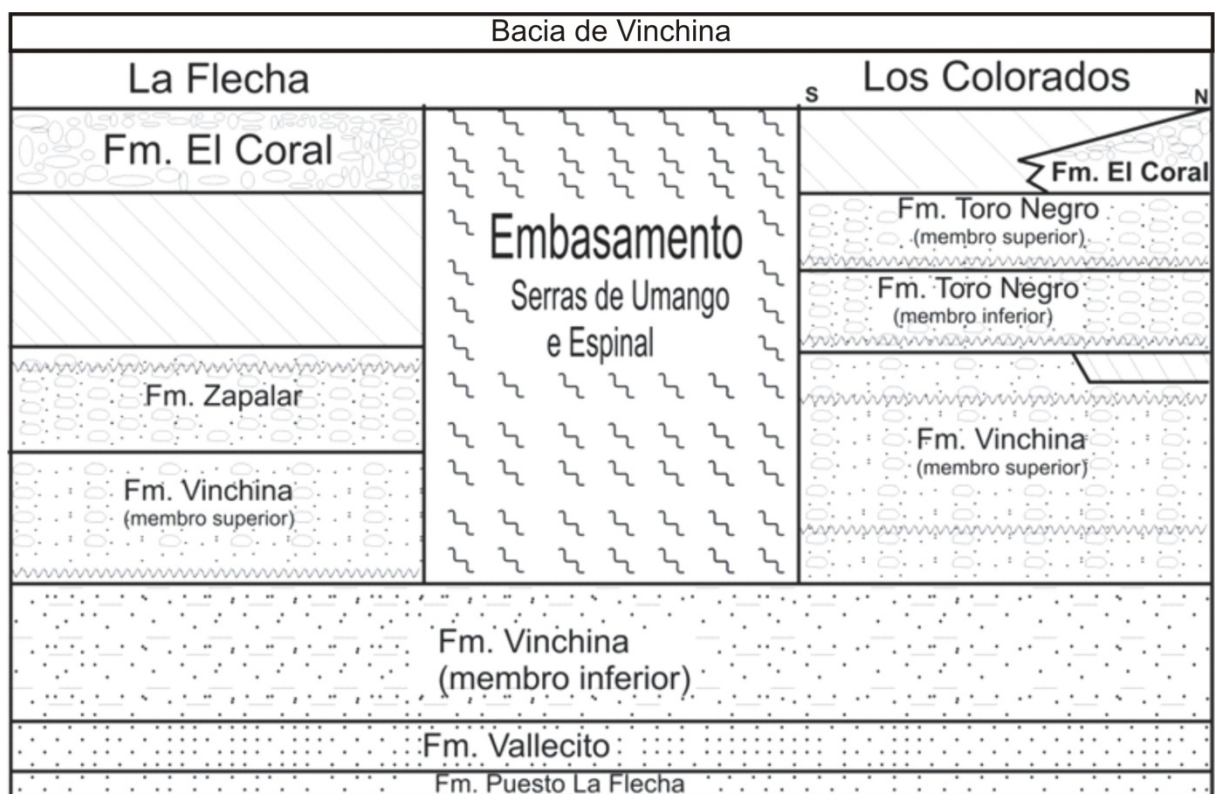 Bacia de Vinchina
La Flecha
Los Colorados
S
N
Fm. El Coral
Embasamento
Serras de Umango
e Espinal
Fm. El Coral
Fm. Toro Negro
(membro superior)
Fm. Toro Negro
(membro inferior)
Fm. Zapalar
Fm. Vinchina
(membro superior)
Fm. Vinchina
(membro superior)
Fm. Vinchina
(membro inferior)
Fm. Vallecito
Fm. Puesto La Flecha